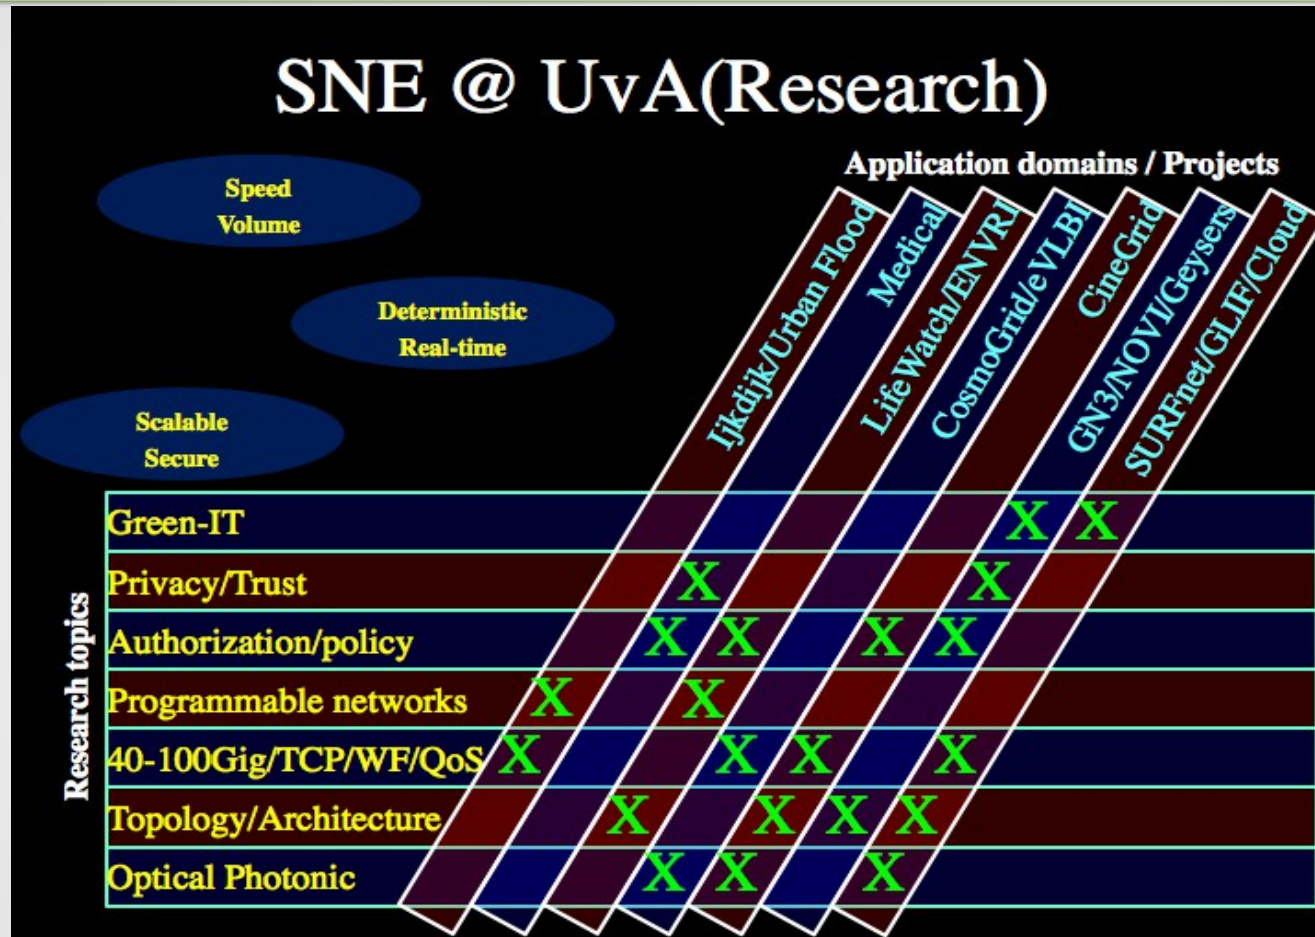 SNE @ UvA(Research)
Application domains / Projects
Speed
Volume
Deterministic
Real-time
Scalable
Secure
Ijkdijk/Urban Flood
Medical
LifeWatch/ENVRI
CosmoGrid/eVLBI
CineGrid
GN3/NOVI/Geysers
SURFnet/GLIF/Cloud
Research topics
Green-IT
X X
Privacy/Trust
X X
Authorization/policy
X X X X
Programmable networks
X X
40-100Gig/TCP/WF/QoS
X X X X
Topology/Architecture
X X X X
Optical Photonic
X X X